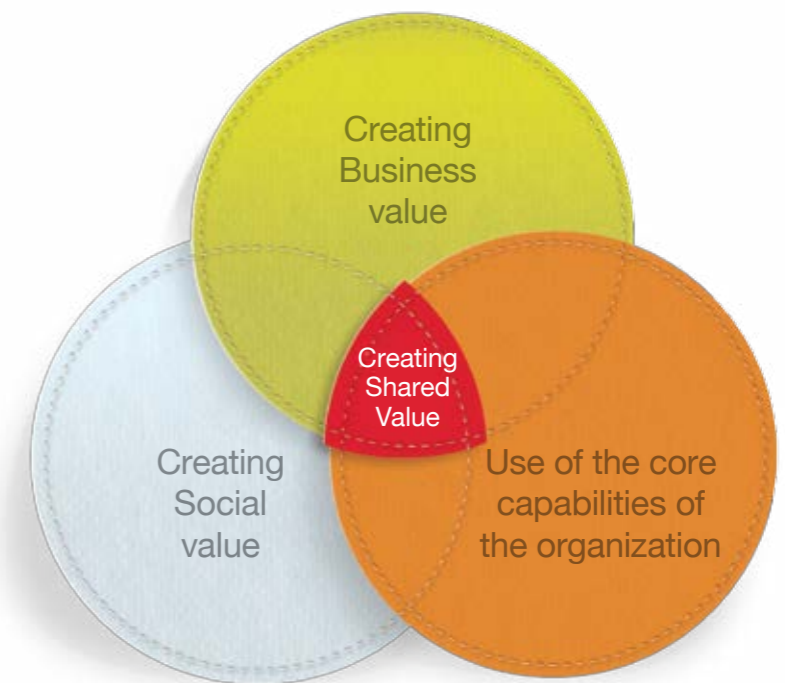 Creating
Business
value
Creating
Shared
Value
Creating
Social
value
Use of the core
capabilities of
the organization